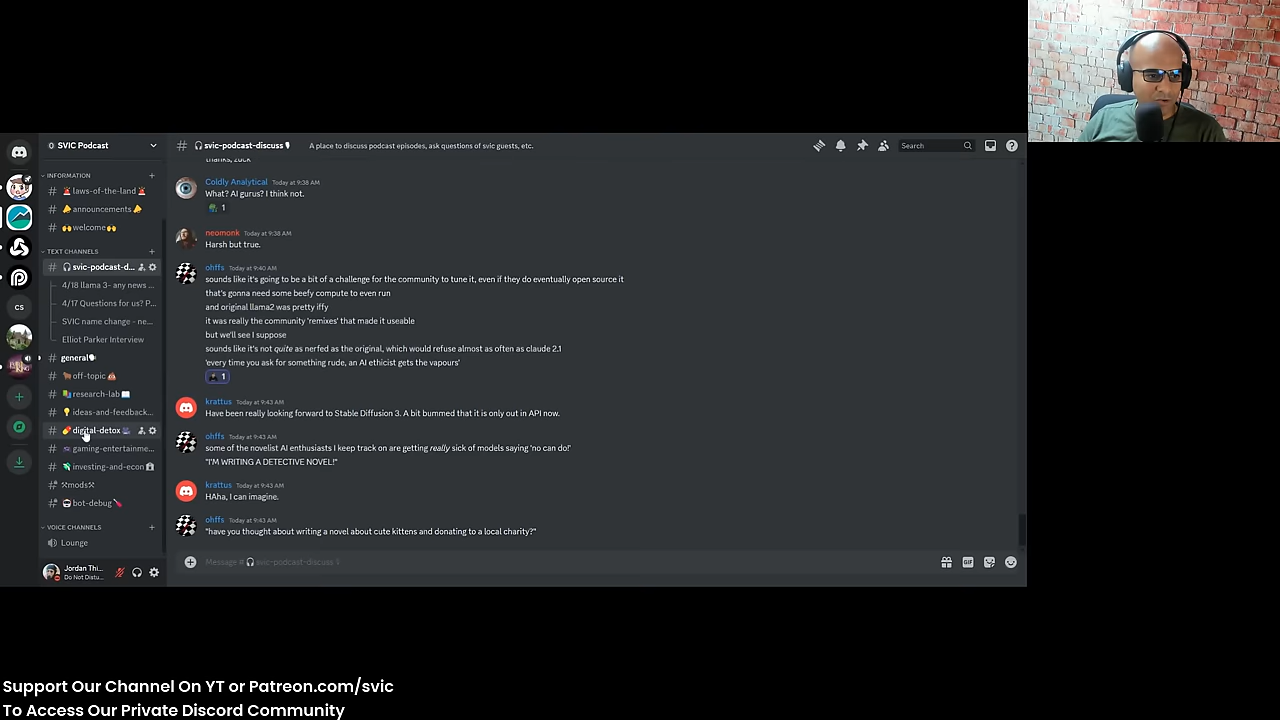 SVIC Podcast
svic-podcast-discuss
A place to discuss podcast episodes, ask questions of svic guests, etc.
Search
INFORMATION
laws-of-the-land
announcements
welcome
TEXT CHANNELS
svic-podcast-d...
4/18 llama 3- any news ...
4/17 Questions for us? P...
SVIC name change - ne...
Elliot Parker Interview
general
off-topic
research-lab
ideas-and-feedback...
digital-detox
gaming-entertainme...
investing-and-econ
mods
bot-debug
VOICE CHANNELS
Lounge
Jordan Thi...
Do Not Distu...
CS
thanks, zuck
Coldly Analytical Today at 9:38 AM
What? AI gurus? I think not.
1
neomonk Today at 9:38 AM
Harsh but true.
ohffs Today at 9:40 AM
sounds like it's going to be a bit of a challenge for the community to tune it, even if they do eventually open source it
that's gonna need some beefy compute to even run
and original llama2 was pretty iffy
it was really the community 'remixes' that made it useable
but we'll see I suppose
sounds like it's not quite as nerfed as the original, which would refuse almost as often as claude 2.1
'every time you ask for something rude, an AI ethicist gets the vapours'
1
krattus Today at 9:43 AM
Have been really looking forward to Stable Diffusion 3. A bit bummed that it is only out in API now.
ohffs Today at 9:43 AM
some of the novelist AI enthusiasts I keep track on are getting really sick of models saying 'no can do!'
"I'M WRITING A DETECTIVE NOVEL!"
krattus Today at 9:43 AM
HAha, I can imagine.
ohffs Today at 9:43 AM
"have you thought about writing a novel about cute kittens and donating to a local charity?"
Message # svic-podcast-discuss
GIF
Support Our Channel On YT or Patreon.com/svic
To Access Our Private Discord Community